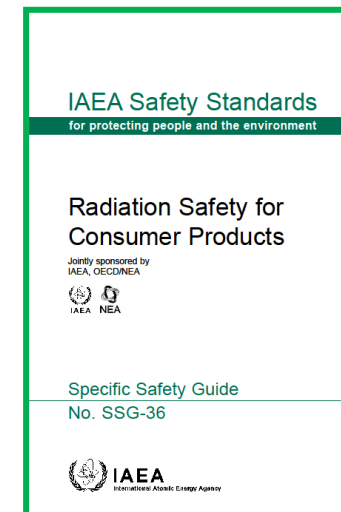 IAEA Safety Standards
for protecting people and the environment
Radiation Safety for
Consumer Products
Jointly sponsored by
IAEA, OECD/NEA
IAEA NEA
Specific Safety Guide
No. SSG-36
IAEA
International Atomic Energy Agency